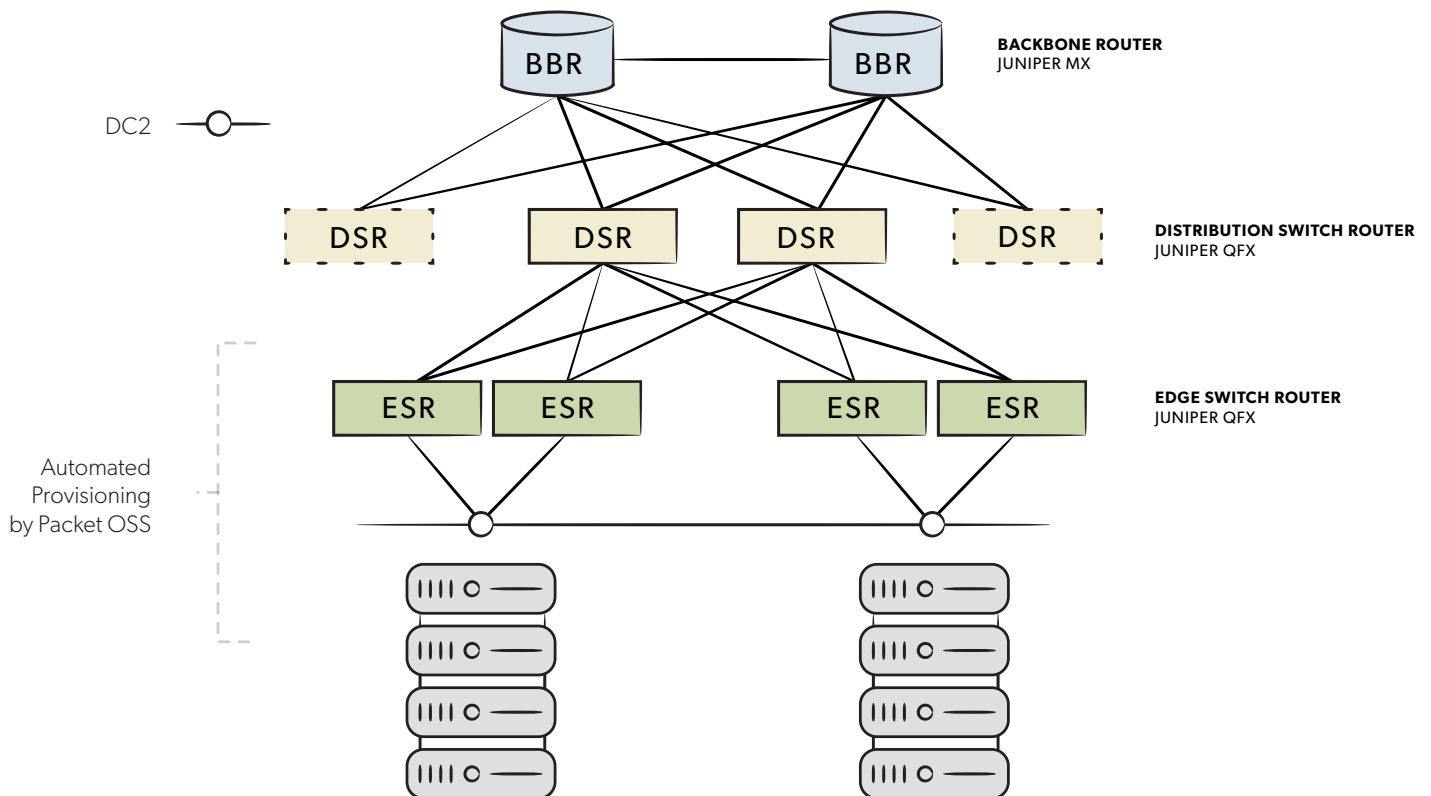 BBR
BBR
BACKBONE ROUTER
JUNIPER MX
DC2
DSR
DSR
DSR
DSR
DISTRIBUTION SWITCH ROUTER
JUNIPER QFX
ESR
ESR
ESR
ESR
EDGE SWITCH ROUTER
JUNIPER QFX
Automated
Provisioning
by Packet OSS